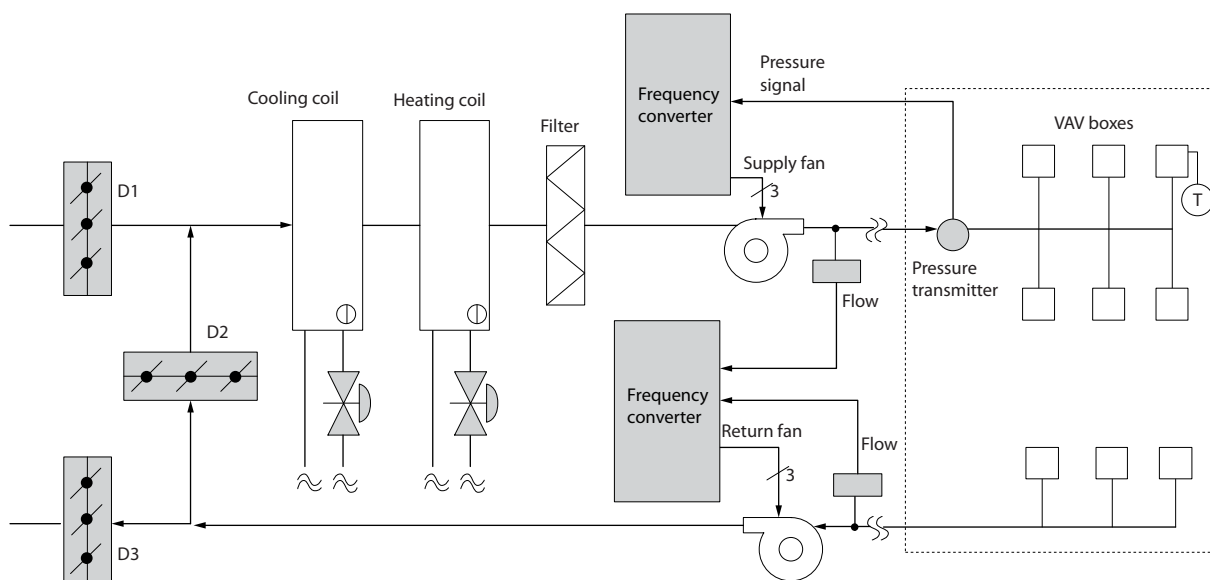 Cooling coil
Heating coil
Filter
Frequency
converter
Pressure
signal
VAV boxes
D1
Supply fan
3
T
Pressure
transmitter
Flow
D2
Frequency
converter
Return fan
3
Flow
D3